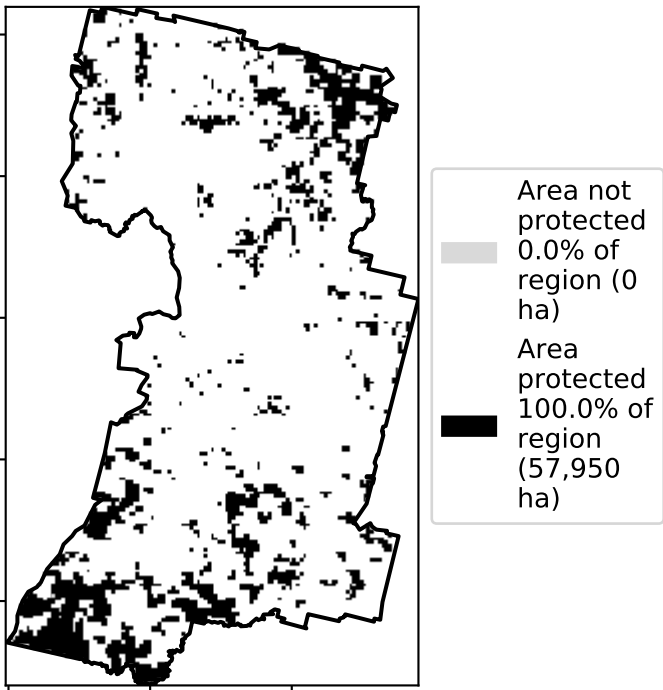 Area not
protected
0.0% of
region (0
ha)
Area
protected
100.0% of
region
(57,950
ha)